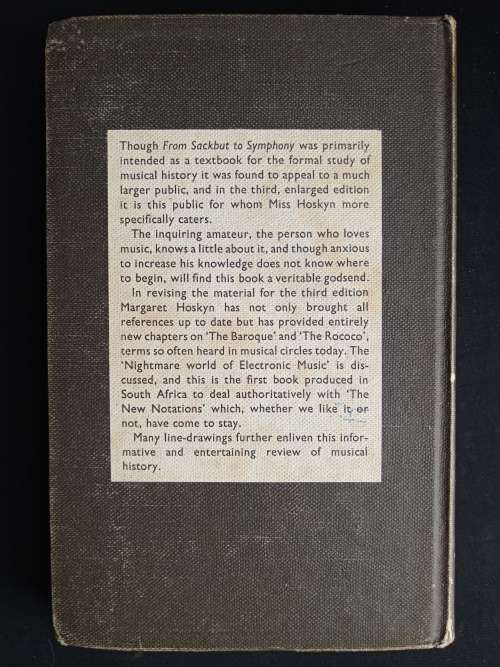 Though From Sackbut to Symphony was primarily
intended as a textbook for the formal study of
musical history it was found to appeal to a much
larger public, and in the third, enlarged edition
it is this public for whom Miss Hoskyn more
specifically caters.
The inquiring amateur, the person who loves
music, knows a little about it, and though anxious
to increase his knowledge does not know where
to begin, will find this book a veritable godsend.
In revising the material for the third edition
Margaret Hoskyn has not only brought all
references up to date but has provided entirely
new chapters on ‘The Baroque’ and ‘The Rococo’,
terms so often heard in musical circles today. The
‘Nightmare world of Electronic Music’ is dis-
cussed, and this is the first book produced in
South Africa to deal authoritatively with ‘The
New Notations’ which, whether we like it or
not, have come to stay.
Many line-drawings further enliven this infor-
mative and entertaining review of musical
history.